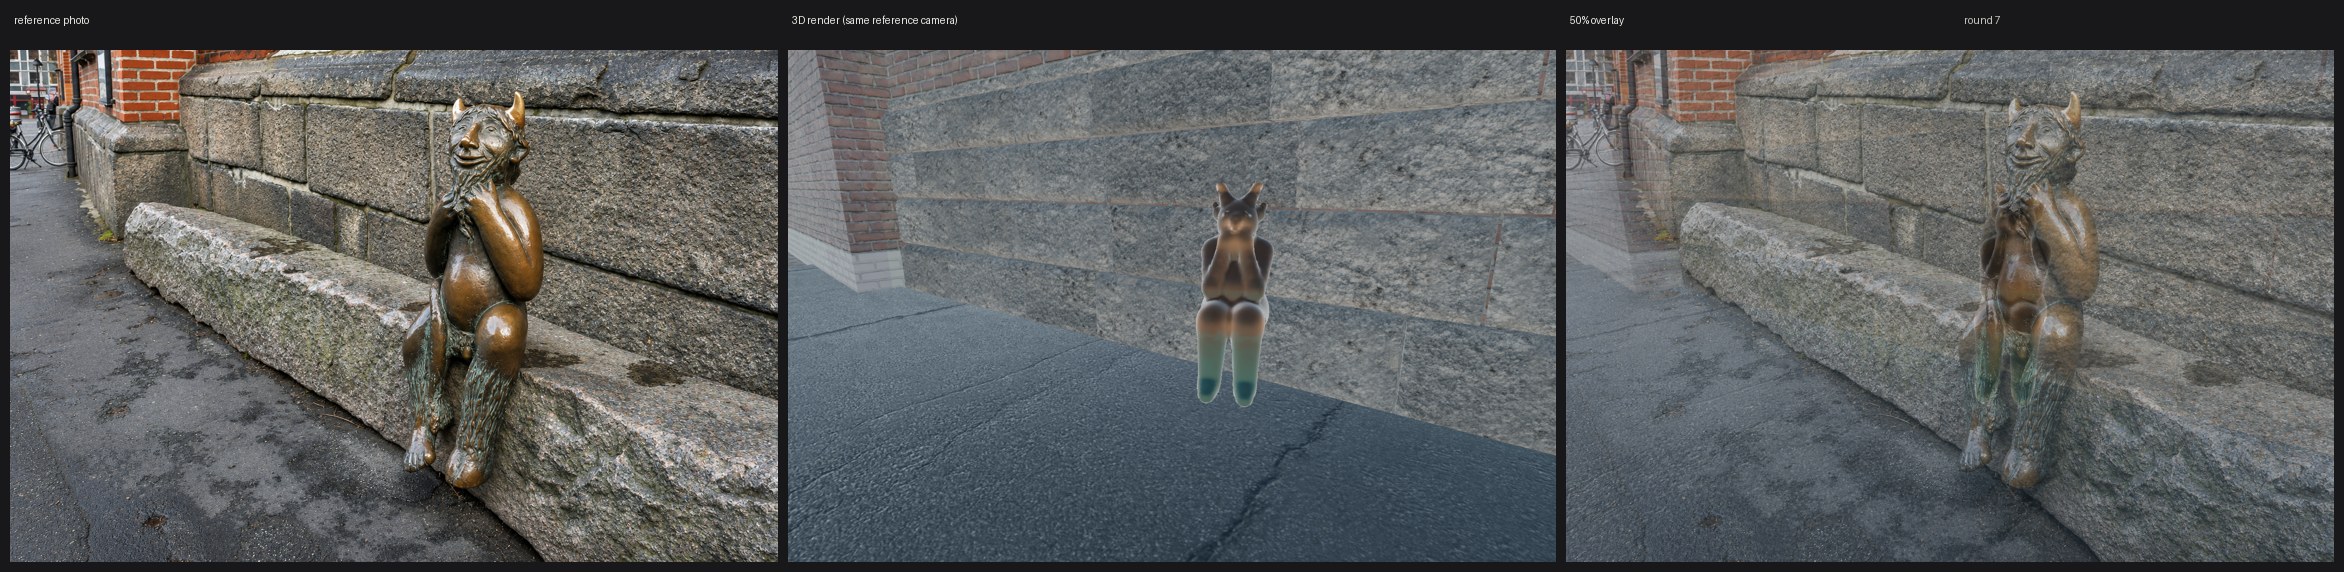 reference photo
3D render (same reference camera)
50% overlay
round 7